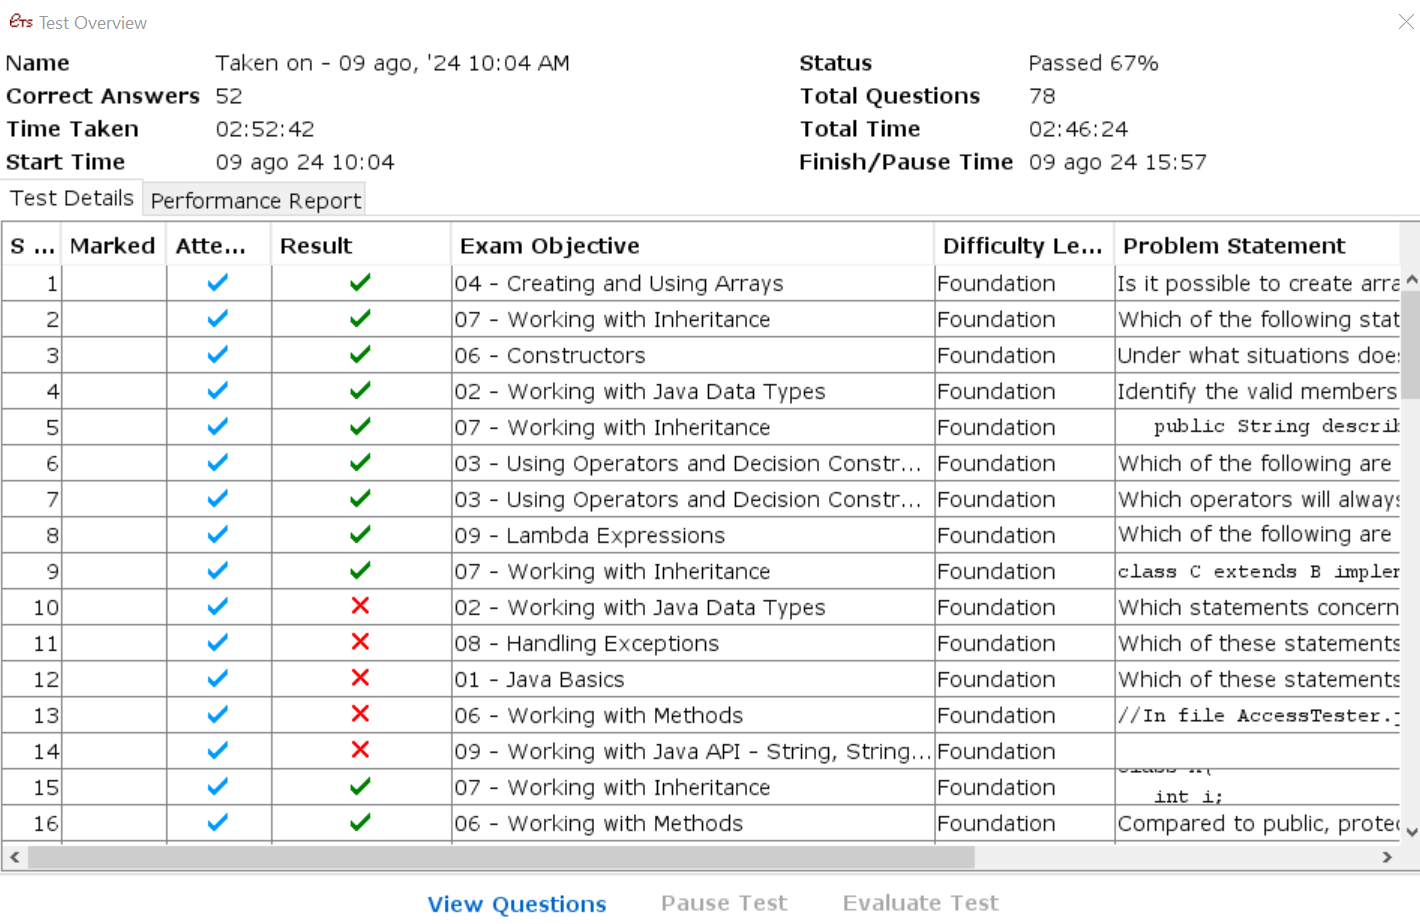 eTS Test Overview
Name Taken on - 09 ago, '24 10:04 AM Status Passed 67%
Correct Answers 52 Total Questions 78
Time Taken 02:52:42 Total Time 02:46:24
Start Time 09 ago 24 10:04 Finish/Pause Time 09 ago 24 15:57
Test Details Performance Report
S ... Marked Atte... Result Exam Objective Difficulty Le... Problem Statement
1 04 - Creating and Using Arrays Foundation Is it possible to create arra
2 07 - Working with Inheritance Foundation Which of the following stat
3 06 - Constructors Foundation Under what situations does
4 02 - Working with Java Data Types Foundation Identify the valid members
5 07 - Working with Inheritance Foundation public String describ
6 03 - Using Operators and Decision Constr... Foundation Which of the following are
7 03 - Using Operators and Decision Constr... Foundation Which operators will always
8 09 - Lambda Expressions Foundation Which of the following are
9 07 - Working with Inheritance Foundation class C extends B implem
10 02 - Working with Java Data Types Foundation Which statements concern
11 08 - Handling Exceptions Foundation Which of these statements
12 01 - Java Basics Foundation Which of these statements
13 06 - Working with Methods Foundation //In file AccessTester.j
14 09 - Working with Java API - String, String... Foundation
15 07 - Working with Inheritance Foundation class A{
int i;
16 06 - Working with Methods Foundation Compared to public, protec
View Questions Pause Test Evaluate Test